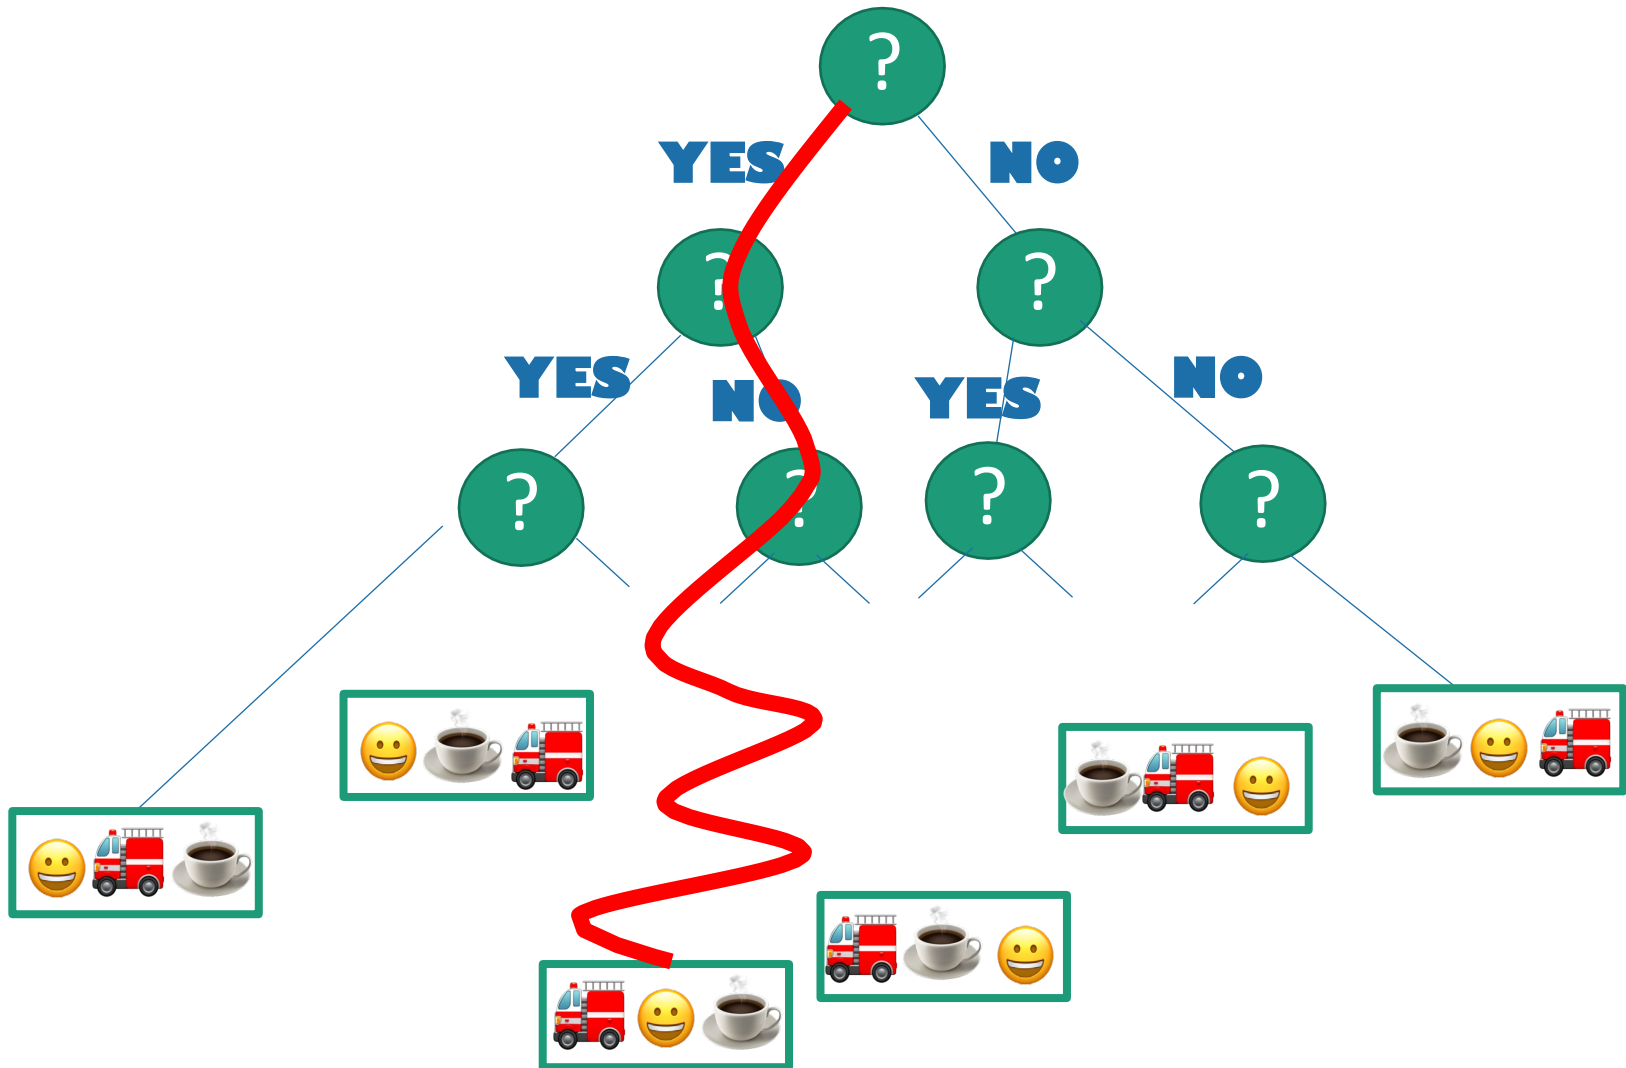 ?
YES NO
? ?
YES NO YES NO
? ? ? ?